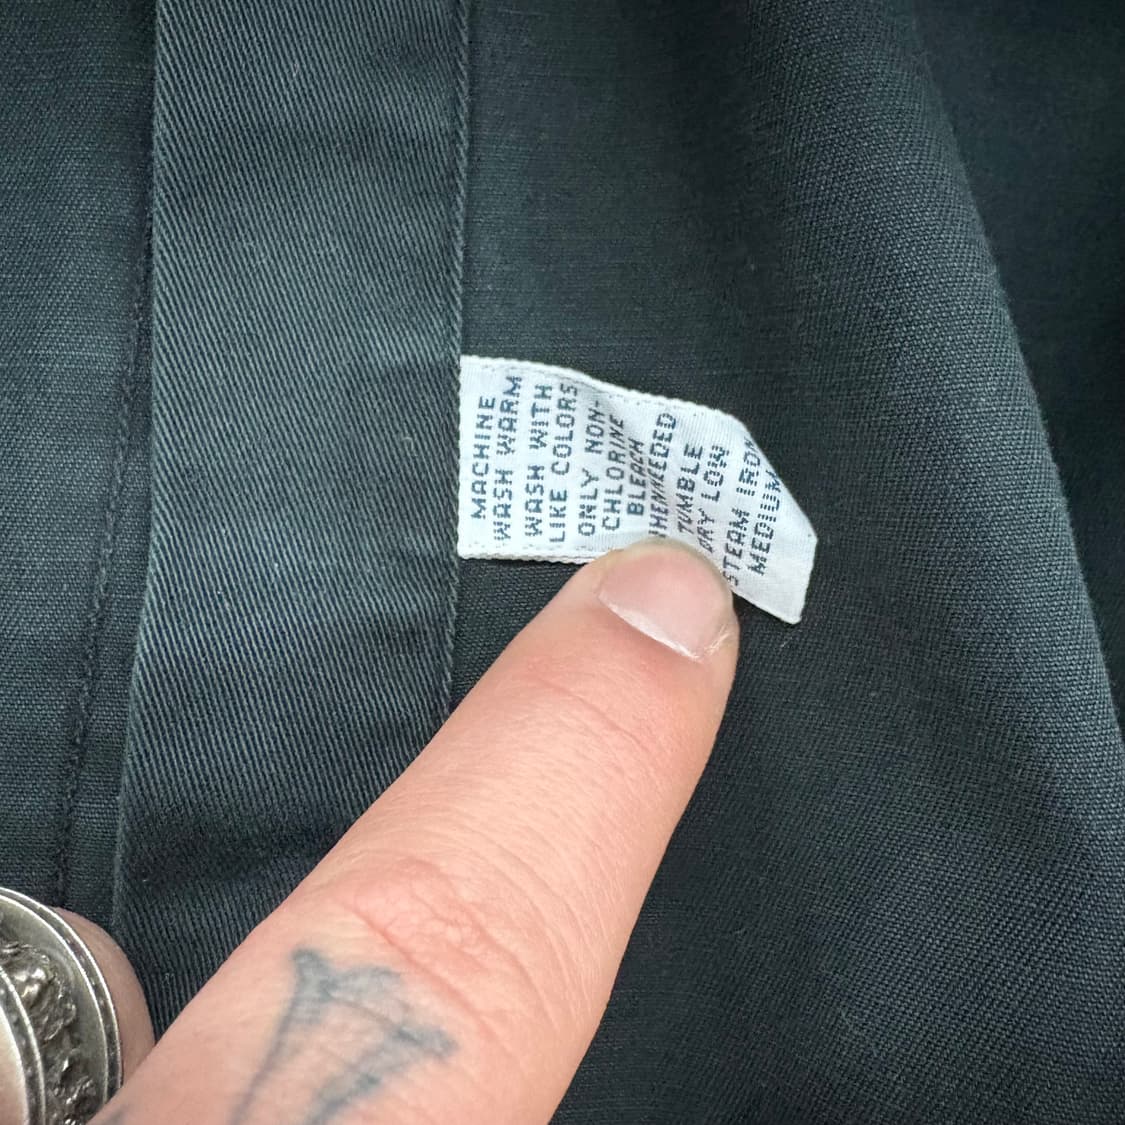 MACHINE
WASH WARM
WASH WITH
LIKE COLORS
ONLY NON-
CHLORINE
BLEACH
WHEN NEEDED
TUMBLE
DRY LOW
STEAM IRON
MEDIUM